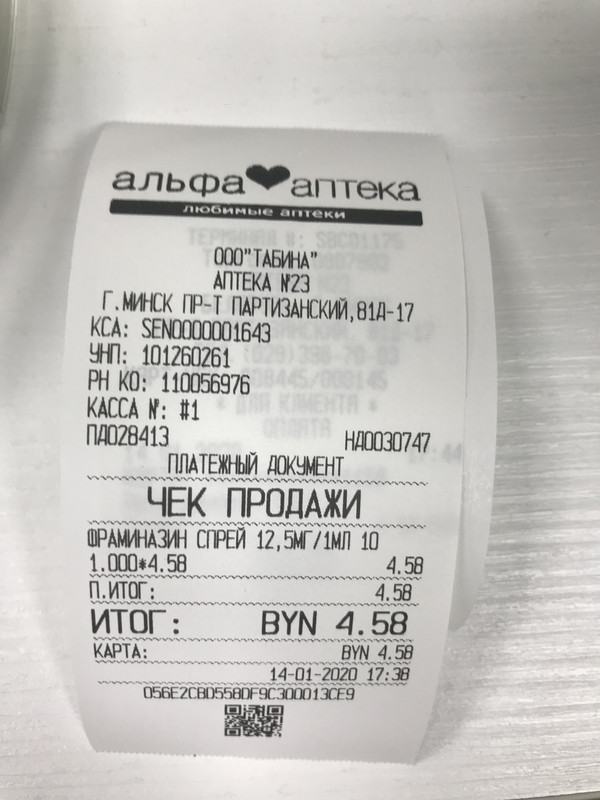 альфа аптека
любимые аптеки
ООО"ТАБИНА"
АПТЕКА №23
Г.МИНСК ПР-Т ПАРТИЗАНСКИЙ,81Д-17
КСА: SEN0000001643
УНП: 101260261
РН КО: 110056976
КАССА №: #1
ПД028413 НД0030747
ПЛАТЕЖНЫЙ ДОКУМЕНТ
ЧЕК ПРОДАЖИ
ФРАМИНАЗИН СПРЕЙ 12,5МГ/1МЛ 10
1.000*4.58 4.58
П.ИТОГ: 4.58
ИТОГ: BYN 4.58
КАРТА: BYN 4.58
14-01-2020 17:38
056E2CBD558DF9C300013CE9